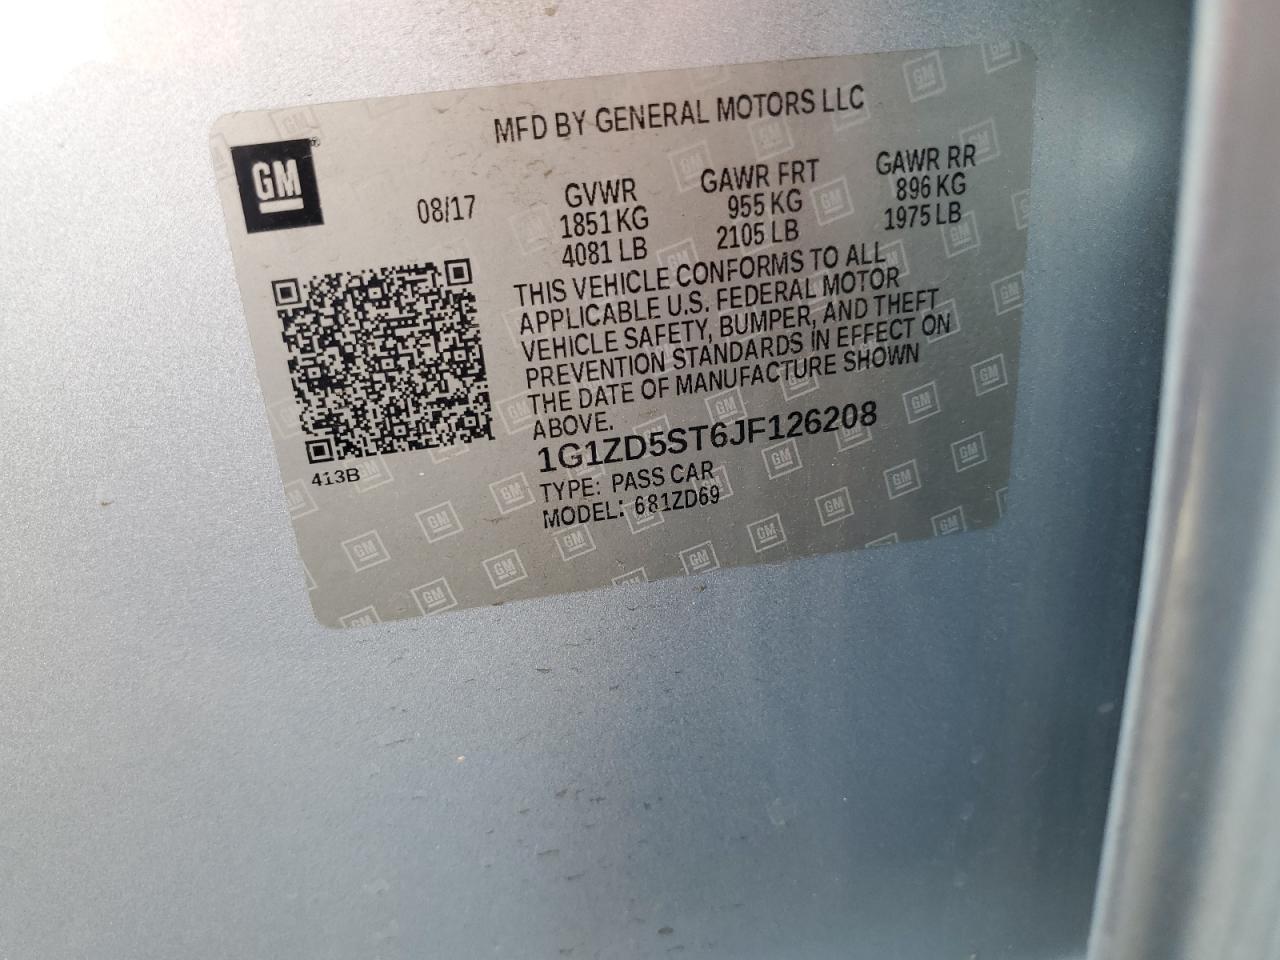 MFD BY GENERAL MOTORS LLC
GM®
08/17
GVWR
1851 KG
4081 LB
GAWR FRT
955 KG
2105 LB
GAWR RR
896 KG
1975 LB
THIS VEHICLE CONFORMS TO ALL
APPLICABLE U.S. FEDERAL MOTOR
VEHICLE SAFETY, BUMPER, AND THEFT
PREVENTION STANDARDS IN EFFECT ON
THE DATE OF MANUFACTURE SHOWN
ABOVE.
1G1ZD5ST6JF126208
TYPE: PASS CAR
MODEL: 681ZD69
413B